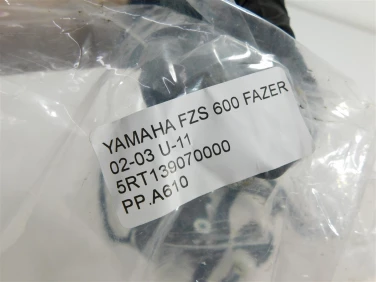 YAMAHA FZS 600 FAZER
02-03 U-11
5RT139070000
PP.A610